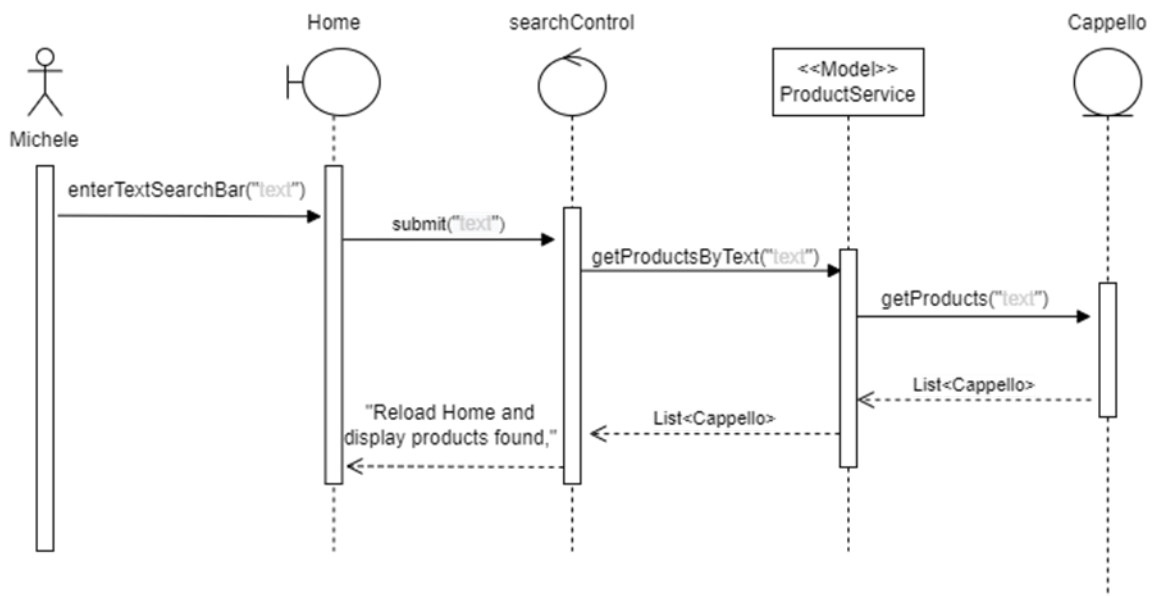 Home
searchControl
Cappello
<<Model>>
ProductService
Michele
enterTextSearchBar("text")
submit("text")
getProductsByText("text")
getProducts("text")
List<Cappello>
List<Cappello>
"Reload Home and
display products found,"